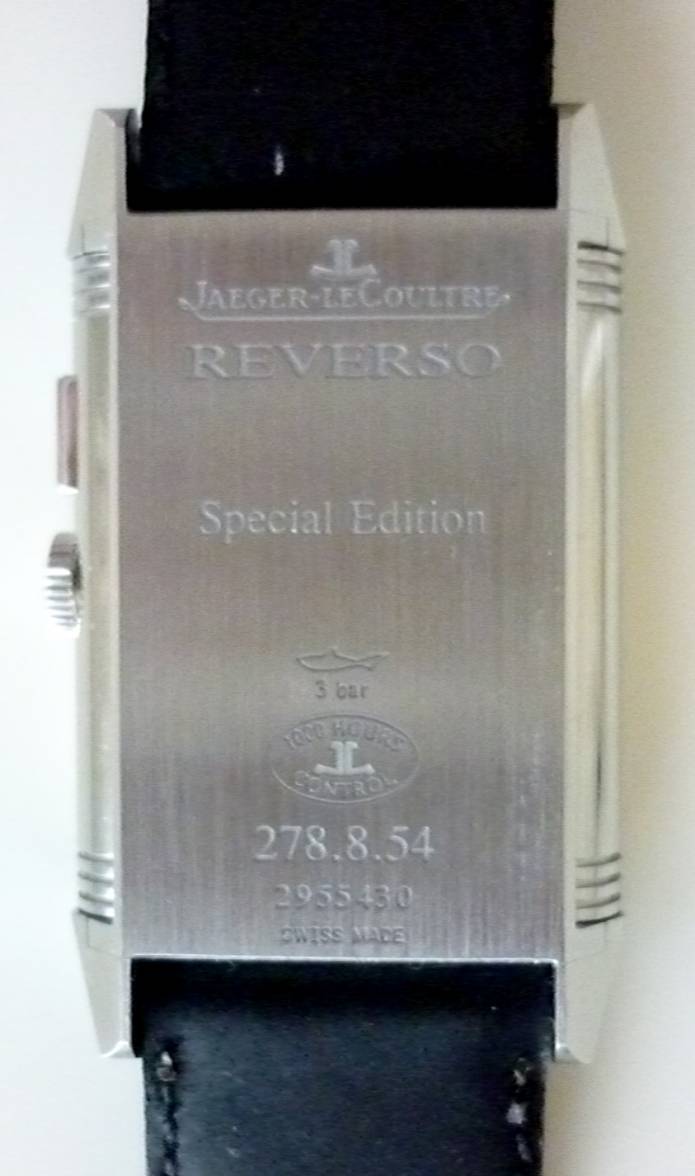 JAEGER-LECOULTRE
REVERSO
Special Edition
3 bar
1000 HOURS
CONTROL
278.8.54
2955430
SWISS MADE